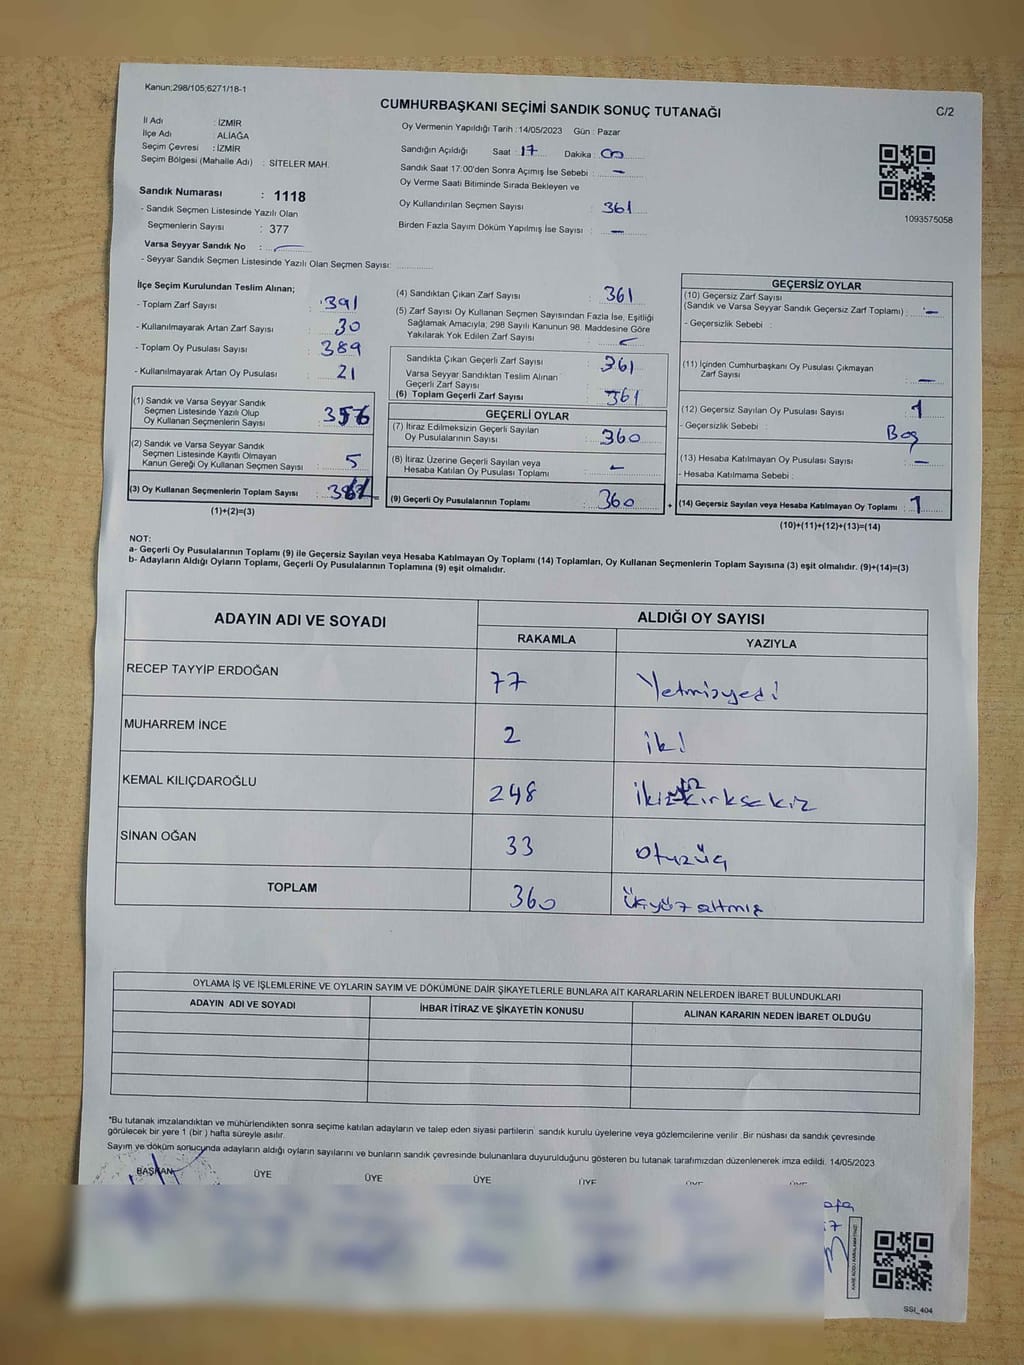 Kanun;298/105;6271/18-1
CUMHURBAŞKANI SEÇİMİ SANDIK SONUÇ TUTANAĞI
C/2
İl Adı : İZMİR
İlçe Adı : ALİAĞA
Seçim Çevresi : İZMİR
Seçim Bölgesi (Mahalle Adı) : SİTELER MAH.
Sandık Numarası : 1118
- Sandık Seçmen Listesinde Yazılı Olan
Seçmenlerin Sayısı : 377
Varsa Seyyar Sandık No :
- Seyyar Sandık Seçmen Listesinde Yazılı Olan Seçmen Sayısı:
Oy Vermenin Yapıldığı Tarih : 14/05/2023 Gün : Pazar
Sandığın Açıldığı Saat : 17 Dakika : 00
Sandık Saat 17:00'den Sonra Açımış İse Sebebi : -
Oy Verme Saati Bitiminde Sırada Bekleyen ve
Oy Kullandırılan Seçmen Sayısı : 361
Birden Fazla Sayım Döküm Yapılmış İse Sayısı : -
1093575058
İlçe Seçim Kurulundan Teslim Alınan;
- Toplam Zarf Sayısı : 391
- Kullanılmayarak Artan Zarf Sayısı : 30
- Toplam Oy Pusulası Sayısı : 389
- Kullanılmayarak Artan Oy Pusulası : 21
(1) Sandık ve Varsa Seyyar Sandık
Seçmen Listesinde Yazılı Olup
Oy Kullanan Seçmenlerin Sayısı : 356
(2) Sandık ve Varsa Seyyar Sandık
Seçmen Listesinde Kayıtlı Olmayan
Kanun Gereği Oy Kullanan Seçmen Sayısı : 5
(3) Oy Kullanan Seçmenlerin Toplam Sayısı :
(1)+(2)=(3)
(4) Sandıktan Çıkan Zarf Sayısı : 361
(5) Zarf Sayısı Oy Kullanan Seçmen Sayısından Fazla İse, Eşitliği
Sağlamak Amacıyla; 298 Sayılı Kanunun 98. Maddesine Göre
Yakılarak Yok Edilen Zarf Sayısı :
Sandıkta Çıkan Geçerli Zarf Sayısı : 361
Varsa Seyyar Sandıktan Teslim Alınan
Geçerli Zarf Sayısı
(6) Toplam Geçerli Zarf Sayısı : 361
GEÇERLİ OYLAR
(7) İtiraz Edilmeksizin Geçerli Sayılan
Oy Pusulalarının Sayısı : 360
(8) İtiraz Üzerine Geçerli Sayılan veya
Hesaba Katılan Oy Pusulası Toplamı : -
(9) Geçerli Oy Pusulalarının Toplamı : 360
GEÇERSİZ OYLAR
(10) Geçersiz Zarf Sayısı
(Sandık ve Varsa Seyyar Sandık Geçersiz Zarf Toplamı) : -
- Geçersizlik Sebebi :
(11) İçinden Cumhurbaşkanı Oy Pusulası Çıkmayan
Zarf Sayısı : -
(12) Geçersiz Sayılan Oy Pusulası Sayısı : 1
- Geçersizlik Sebebi : Boş
(13) Hesaba Katılmayan Oy Pusulası Sayısı : -
- Hesaba Katılmama Sebebi :
(14) Geçersiz Sayılan veya Hesaba Katılmayan Oy Toplamı : 1
(10)+(11)+(12)+(13)=(14)
NOT:
a- Geçerli Oy Pusulalarının Toplamı (9) ile Geçersiz Sayılan veya Hesaba Katılmayan Oy Toplamı (14) Toplamları, Oy Kullanan Seçmenlerin Toplam Sayısına (3) eşit olmalıdır. (9)+(14)=(3)
b- Adayların Aldığı Oyların Toplamı, Geçerli Oy Pusulalarının Toplamına (9) eşit olmalıdır.
ADAYIN ADI VE SOYADI ALDIĞI OY SAYISI
RAKAMLA YAZIYLA
RECEP TAYYİP ERDOĞAN 77 Yetmişyedi
MUHARREM İNCE 2 iki
KEMAL KILIÇDAROĞLU 248
SİNAN OĞAN 33 otuzüç
TOPLAM 360 üçyüz altmış
OYLAMA İŞ VE İŞLEMLERİNE VE OYLARIN SAYIM VE DÖKÜMÜNE DAİR ŞİKAYETLERLE BUNLARA AİT KARARLARIN NELERDEN İBARET BULUNDUKLARI
ADAYIN ADI VE SOYADI İHBAR İTİRAZ VE ŞİKAYETİN KONUSU ALINAN KARARIN NEDEN İBARET OLDUĞU
*Bu tutanak imzalandıktan ve mühürlendikten sonra seçime katılan adayların ve talep eden siyasi partilerin sandık kurulu üyelerine veya gözlemcilerine verilir. Bir nüshası da sandık çevresinde
görülecek bir yere 1 (bir ) hafta süreyle asılır.
Sayım ve döküm sonucunda adayların aldığı oyların sayılarını ve bunların sandık çevresinde bulunanlara duyurulduğunu gösteren bu tutanak tarafımızdan düzenlenerek imza edildi. 14/05/2023
BAŞKAN ÜYE ÜYE ÜYE ÜYE
SSI_404